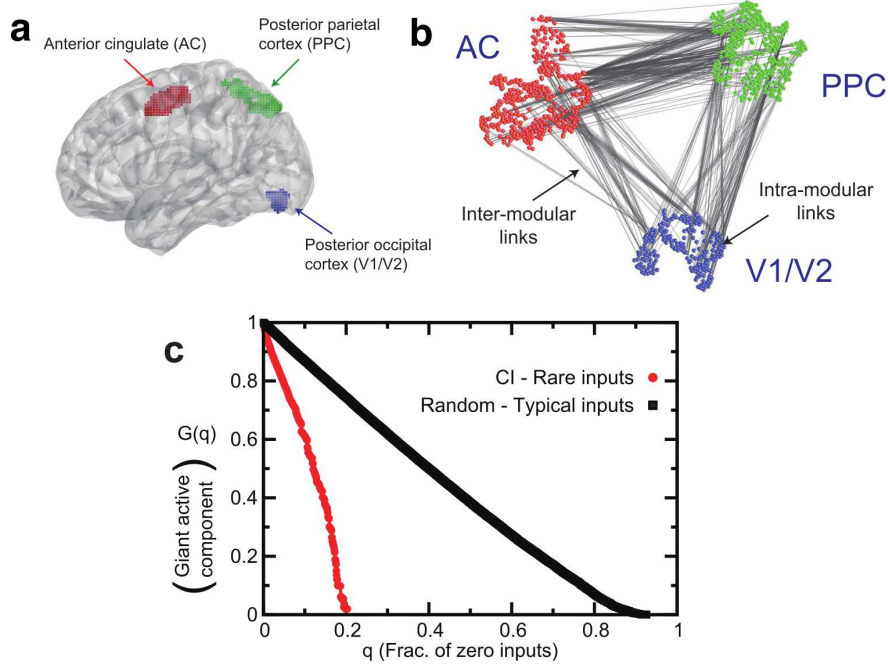 a
Anterior cingulate (AC)
Posterior parietal
cortex (PPC)
Posterior occipital
cortex (V1/V2)
b
AC
PPC
Inter-modular
links
Intra-modular
links
V1/V2
c
1
0.8
0.6
0.4
0.2
0
G(q)
(Giant active
component)
CI - Rare inputs
Random - Typical inputs
0
0.2
0.4
0.6
0.8
1
q (Frac. of zero inputs)